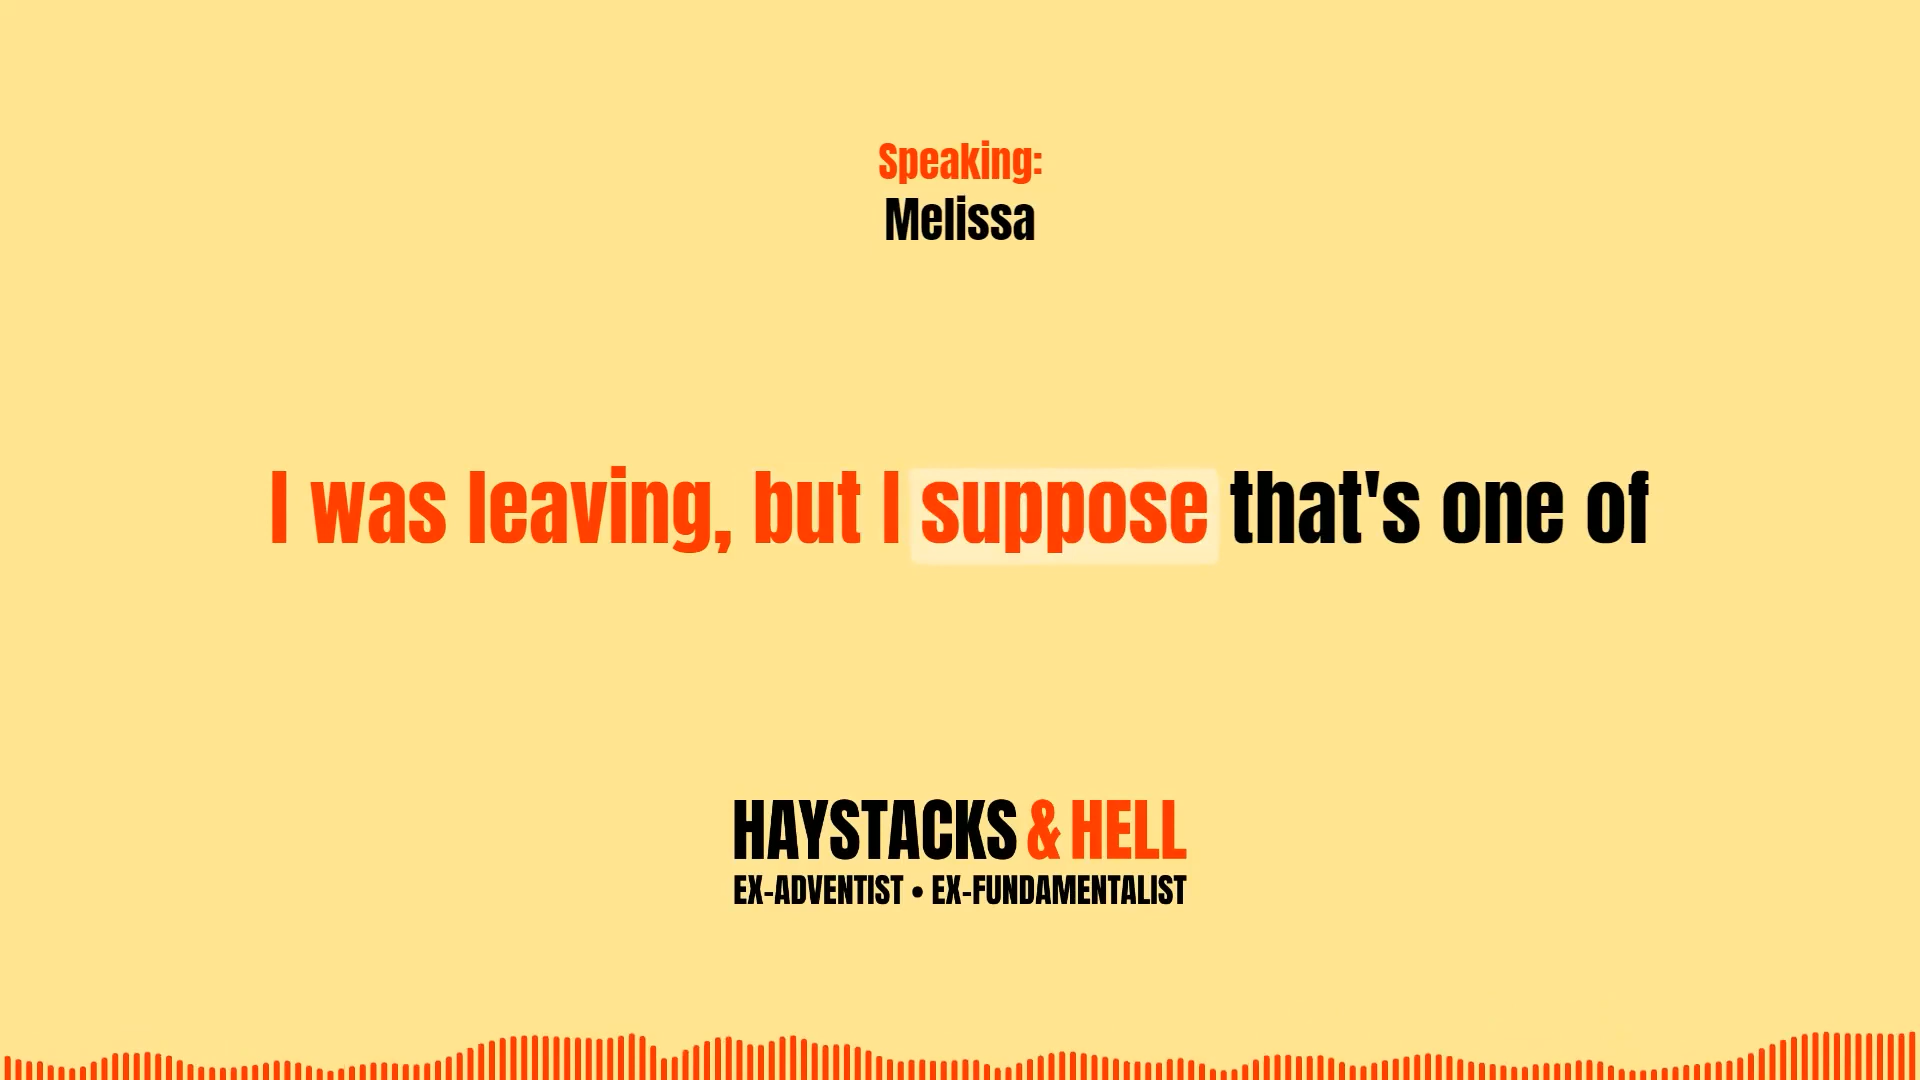 Speaking:
Melissa
I was leaving, but I suppose that's one of
HAYSTACKS & HELL
EX-ADVENTIST • EX-FUNDAMENTALIST